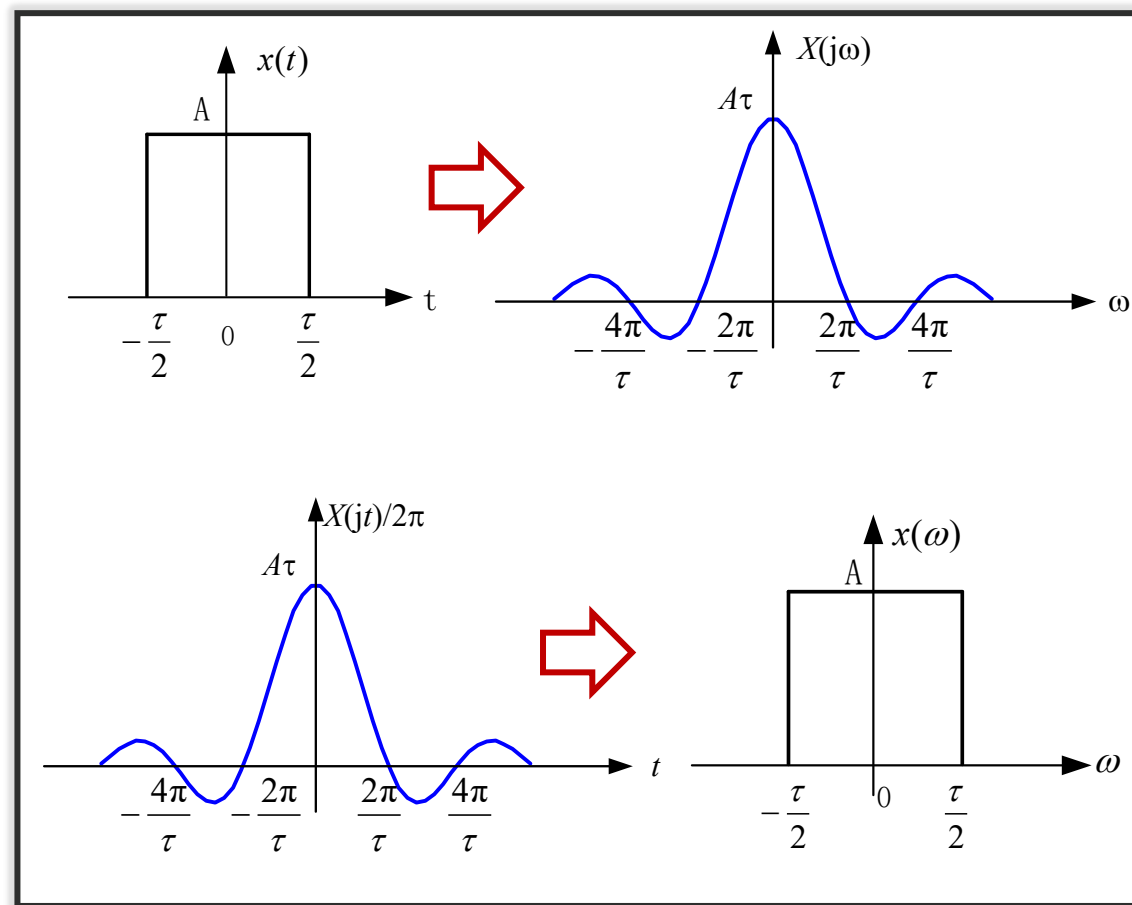 x(t)
A
t
-τ/2 0 τ/2
X(jω)
Aτ
ω
-4π/τ -2π/τ 2π/τ 4π/τ
X(jt)/2π
Aτ
t
-4π/τ -2π/τ 2π/τ 4π/τ
x(ω)
A
ω
-τ/2 0 τ/2